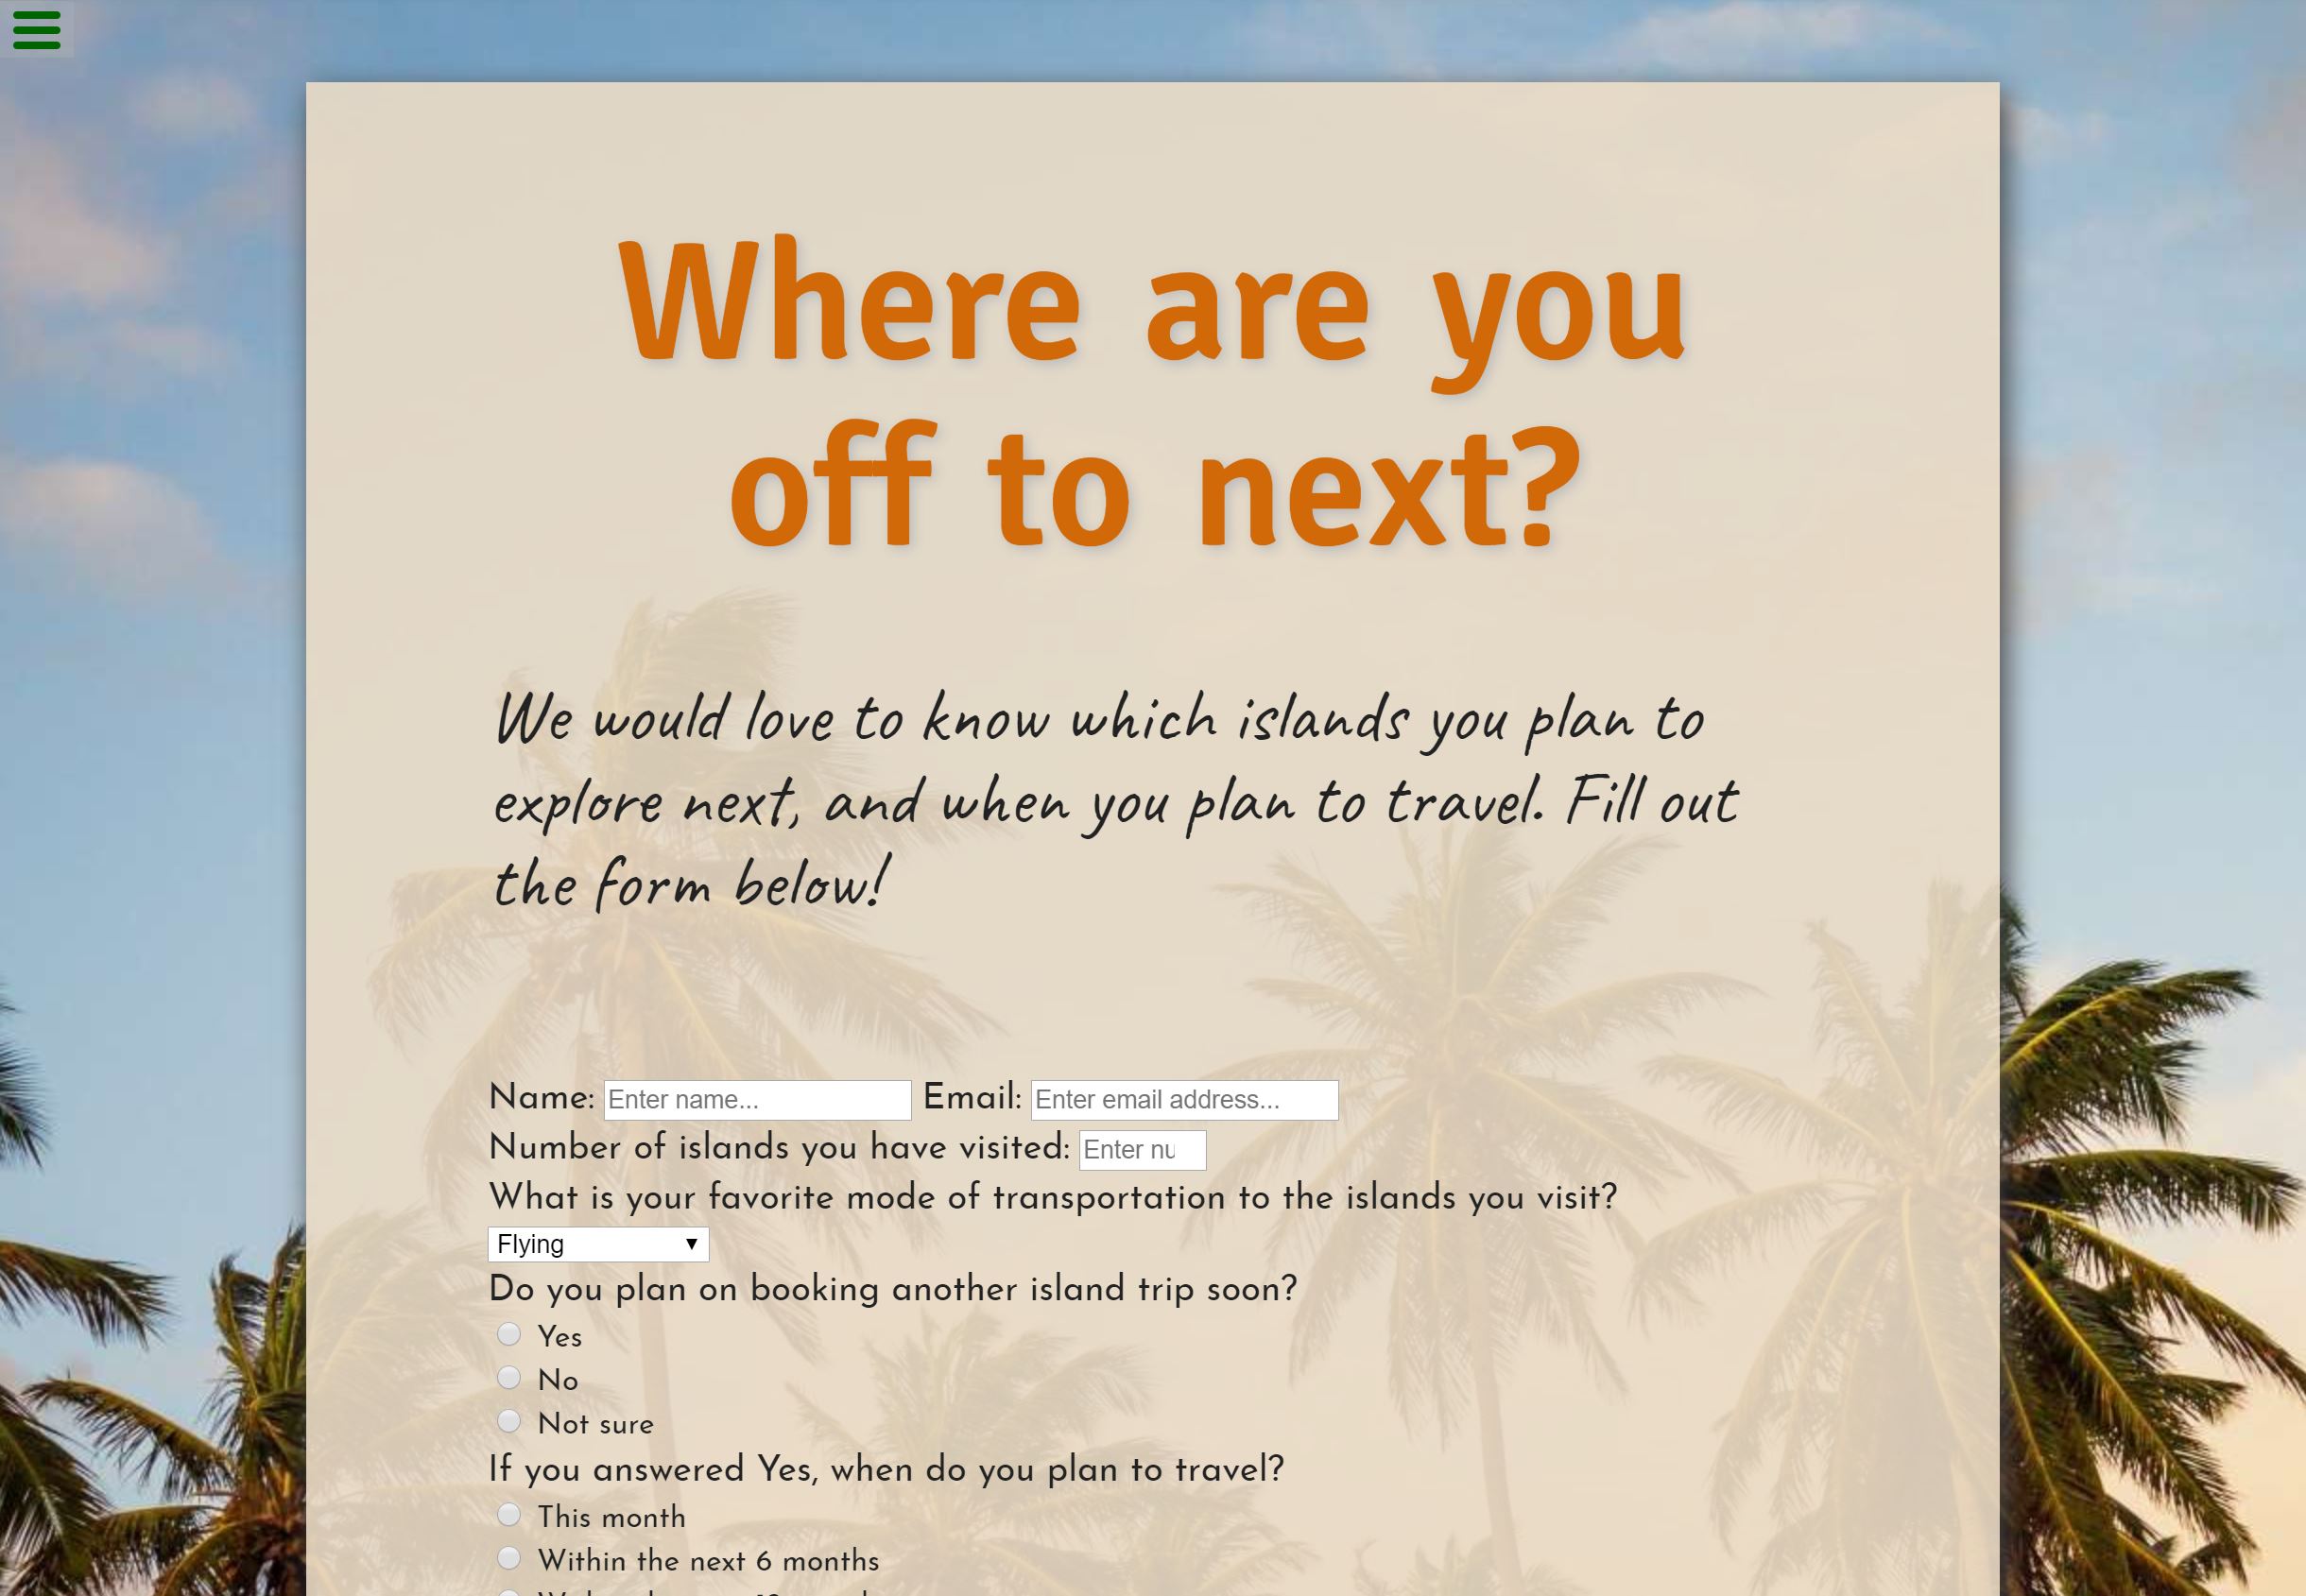 Where are you
off to next?
We would love to know which islands you plan to
explore next, and when you plan to travel. Fill out
the form below!
Name: Enter name... Email: Enter email address...
Number of islands you have visited: Enter nu
What is your favorite mode of transportation to the islands you visit?
Flying
Do you plan on booking another island trip soon?
Yes
No
Not sure
If you answered Yes, when do you plan to travel?
This month
Within the next 6 months